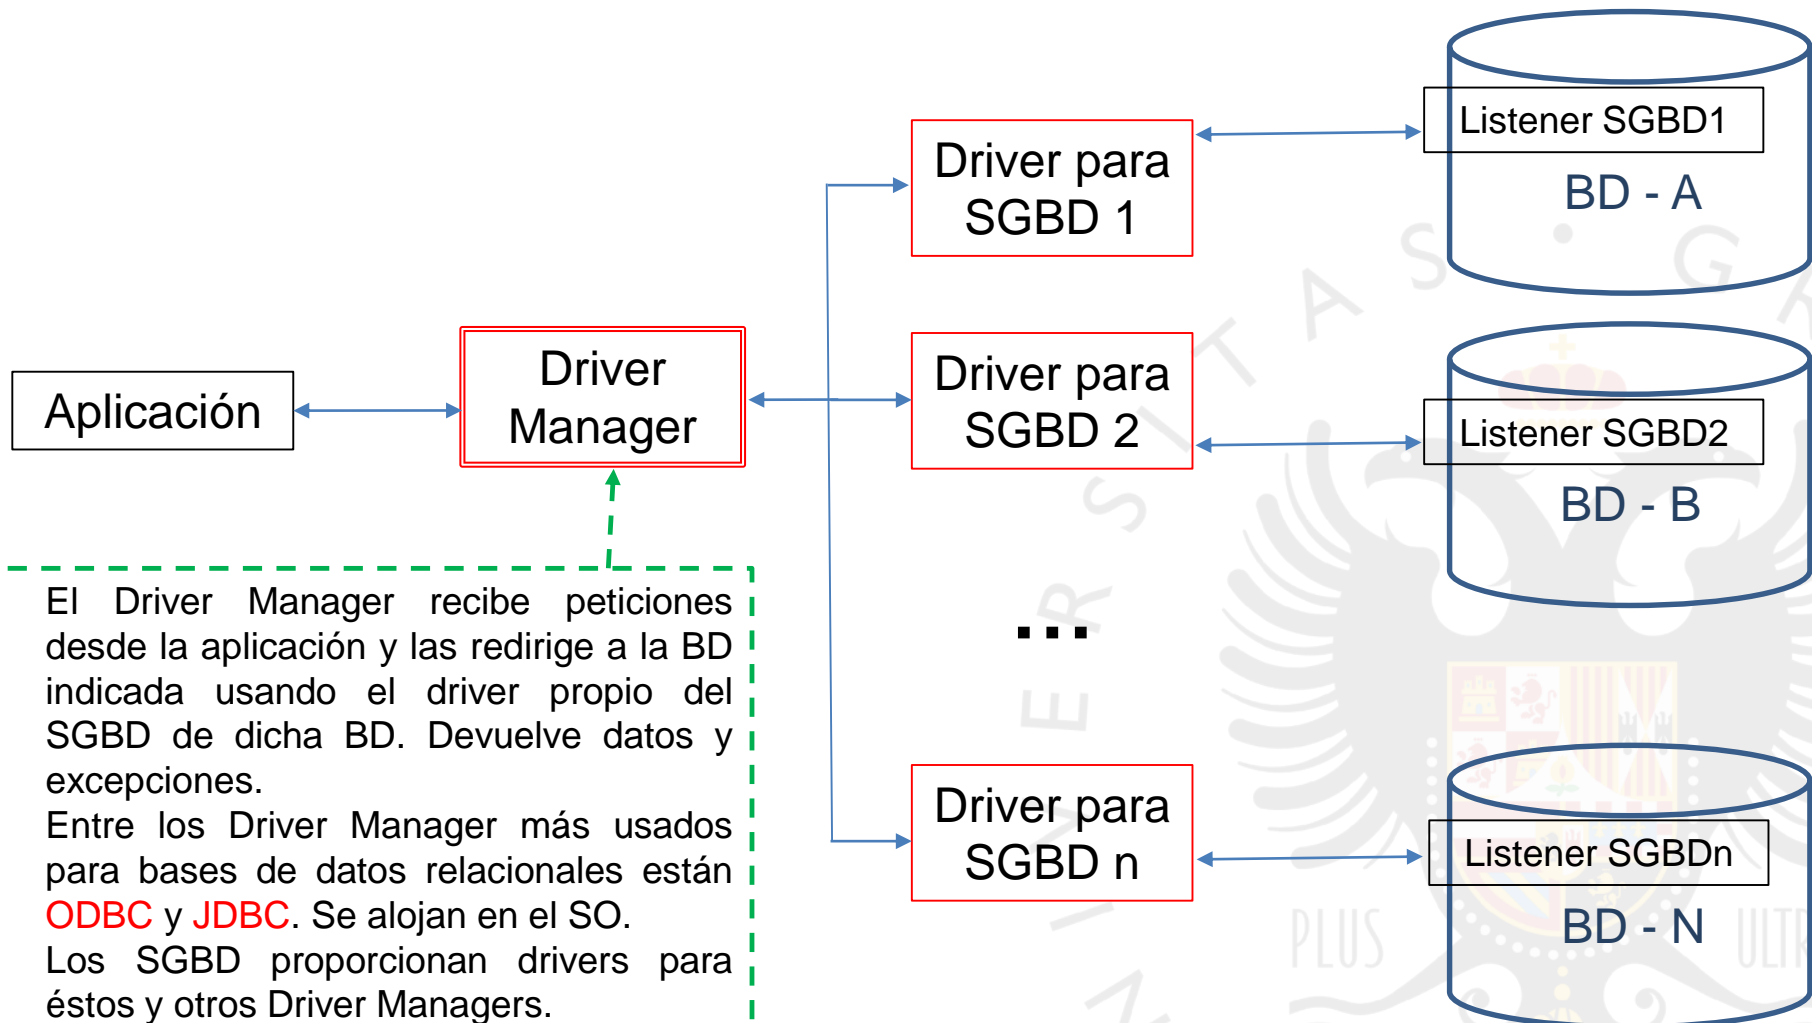 Aplicación
Driver
Manager
Driver para
SGBD 1
Driver para
SGBD 2
...
Driver para
SGBD n
Listener SGBD1
BD - A
Listener SGBD2
BD - B
Listener SGBDn
BD - N
El Driver Manager recibe peticiones
desde la aplicación y las redirige a la BD
indicada usando el driver propio del
SGBD de dicha BD. Devuelve datos y
excepciones.
Entre los Driver Manager más usados
para bases de datos relacionales están
ODBC y JDBC. Se alojan en el SO.
Los SGBD proporcionan drivers para
éstos y otros Driver Managers.
PLUS